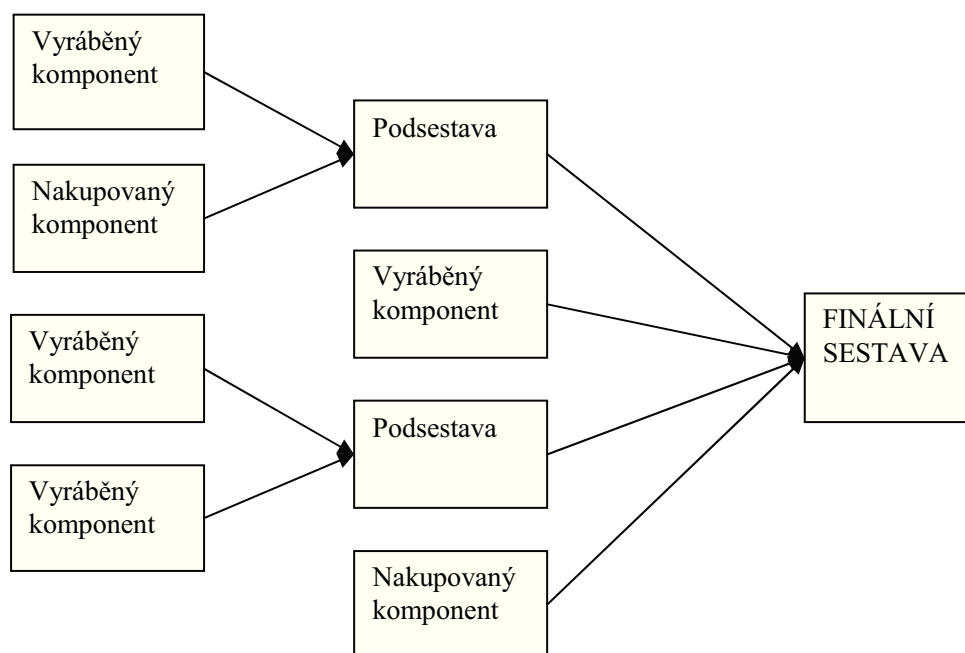 Vyráběný
komponent
Nakupovaný
komponent
Vyráběný
komponent
Vyráběný
komponent
Podsestava
Vyráběný
komponent
Podsestava
Nakupovaný
komponent
FINÁLNÍ
SESTAVA